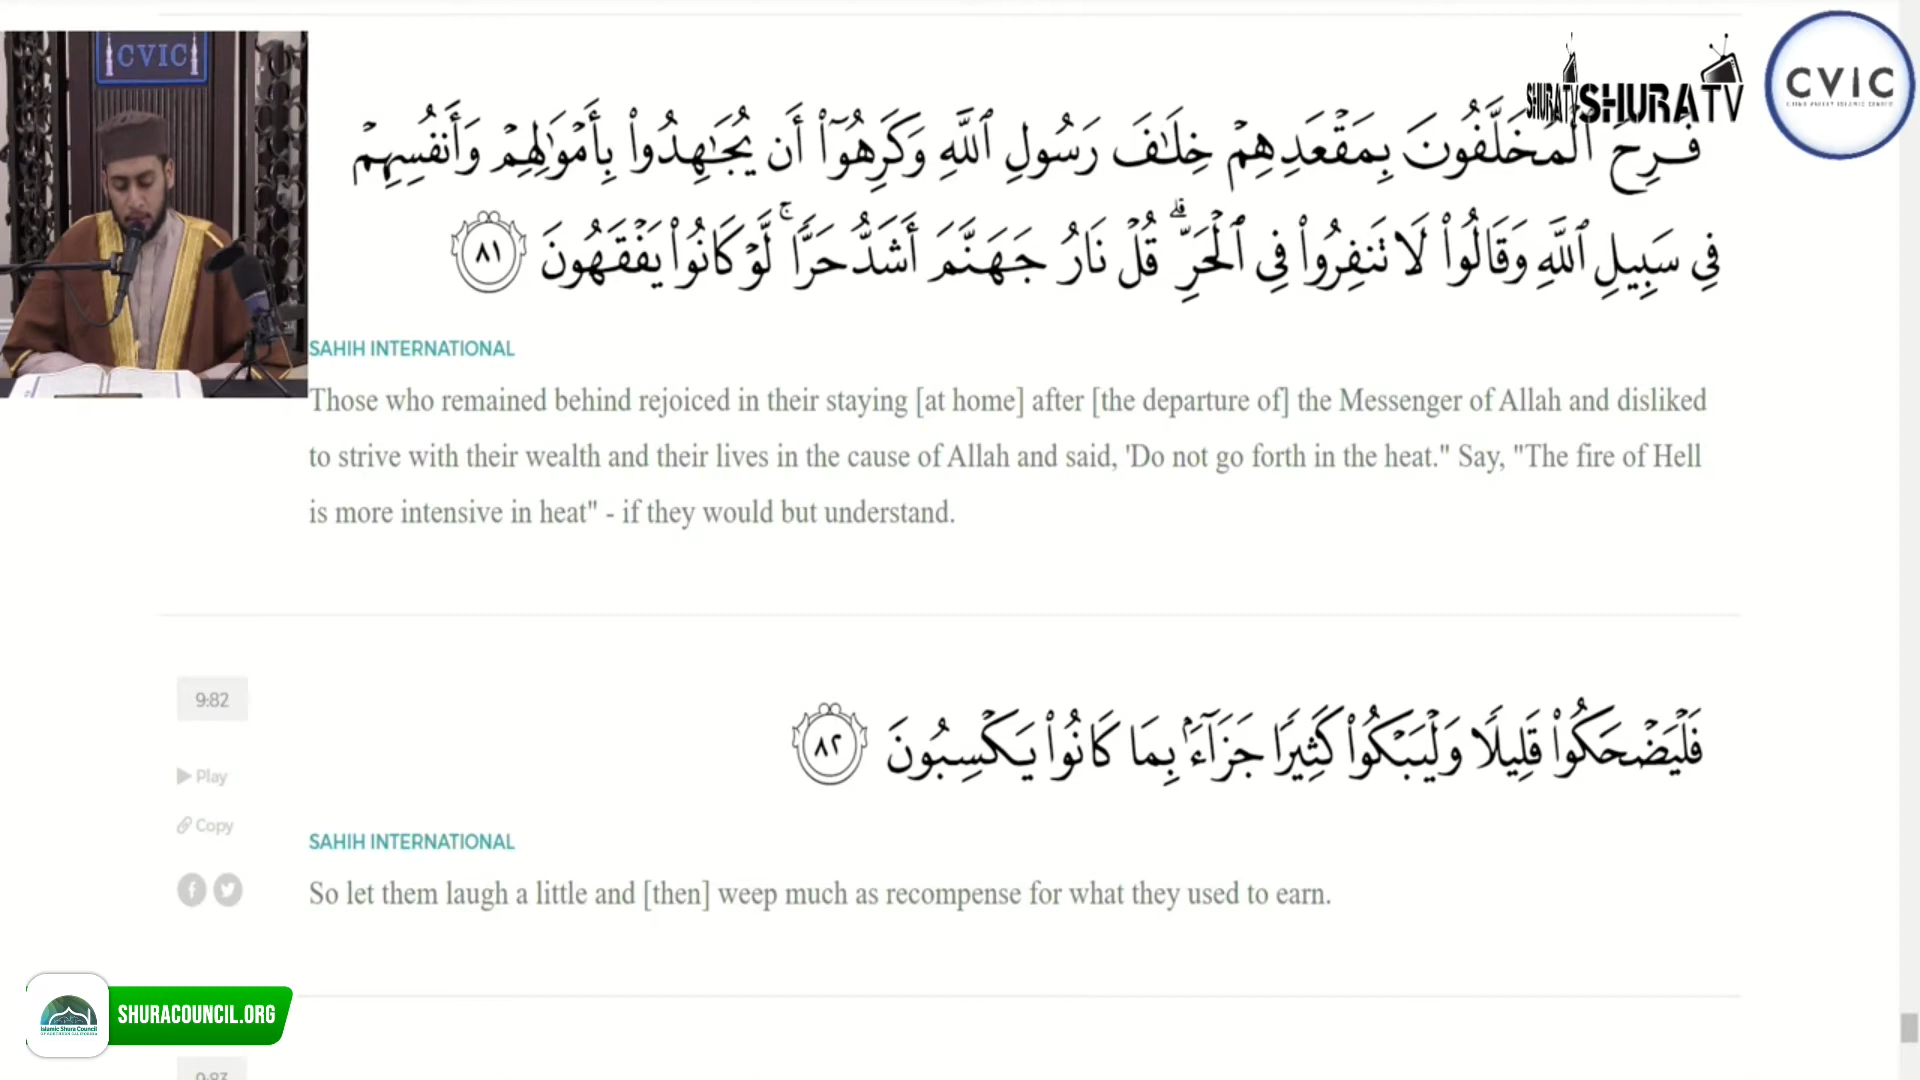 CVIC
SHURATV SHURATV
CVIC
فَرِحَ ٱلْمُخَلَّفُونَ بِمَقْعَدِهِمْ خِلَـٰفَ رَسُولِ ٱللَّهِ وَكَرِهُوٓا۟ أَن يُجَـٰهِدُوا۟ بِأَمْوَٰلِهِمْ وَأَنفُسِهِمْ
فِى سَبِيلِ ٱللَّهِ وَقَالُوا۟ لَا تَنفِرُوا۟ فِى ٱلْحَرِّ ۗ قُلْ نَارُ جَهَنَّمَ أَشَدُّ حَرًّا ۚ لَّوْ كَانُوا۟ يَفْقَهُونَ ٨١
SAHIH INTERNATIONAL
Those who remained behind rejoiced in their staying [at home] after [the departure of] the Messenger of Allah and disliked
to strive with their wealth and their lives in the cause of Allah and said, 'Do not go forth in the heat." Say, "The fire of Hell
is more intensive in heat" - if they would but understand.
9:82
فَلْيَضْحَكُوا۟ قَلِيلًا وَلْيَبْكُوا۟ كَثِيرًا جَزَآءًۢ بِمَا كَانُوا۟ يَكْسِبُونَ ٨٢
Play
Copy
SAHIH INTERNATIONAL
So let them laugh a little and [then] weep much as recompense for what they used to earn.
Islamic Shura Council
SHURACOUNCIL.ORG
9:83